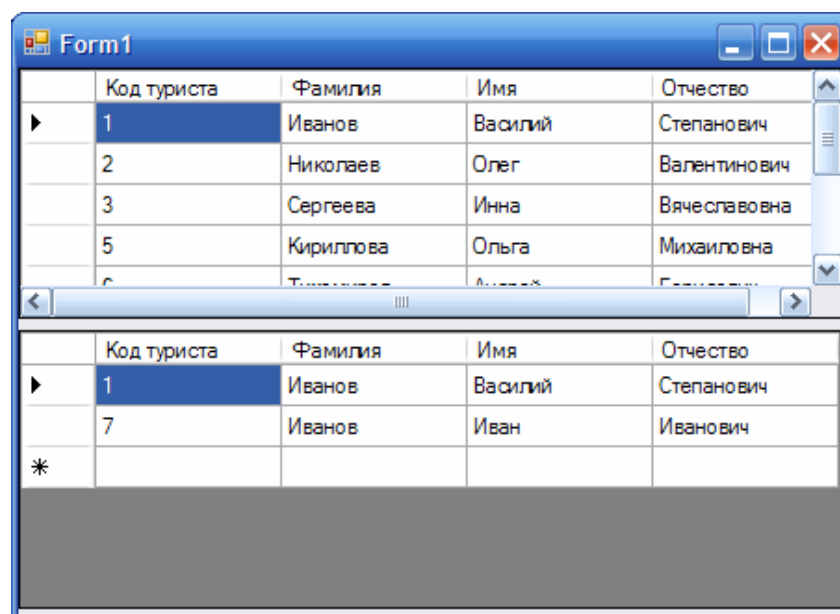 Form1
Код туриста Фамилия Имя Отчество
1 Иванов Василий Степанович
2 Николаев Олег Валентинович
3 Сергеева Инна Вячеславовна
5 Кириллова Ольга Михаиловна
Код туриста Фамилия Имя Отчество
1 Иванов Василий Степанович
7 Иванов Иван Иванович